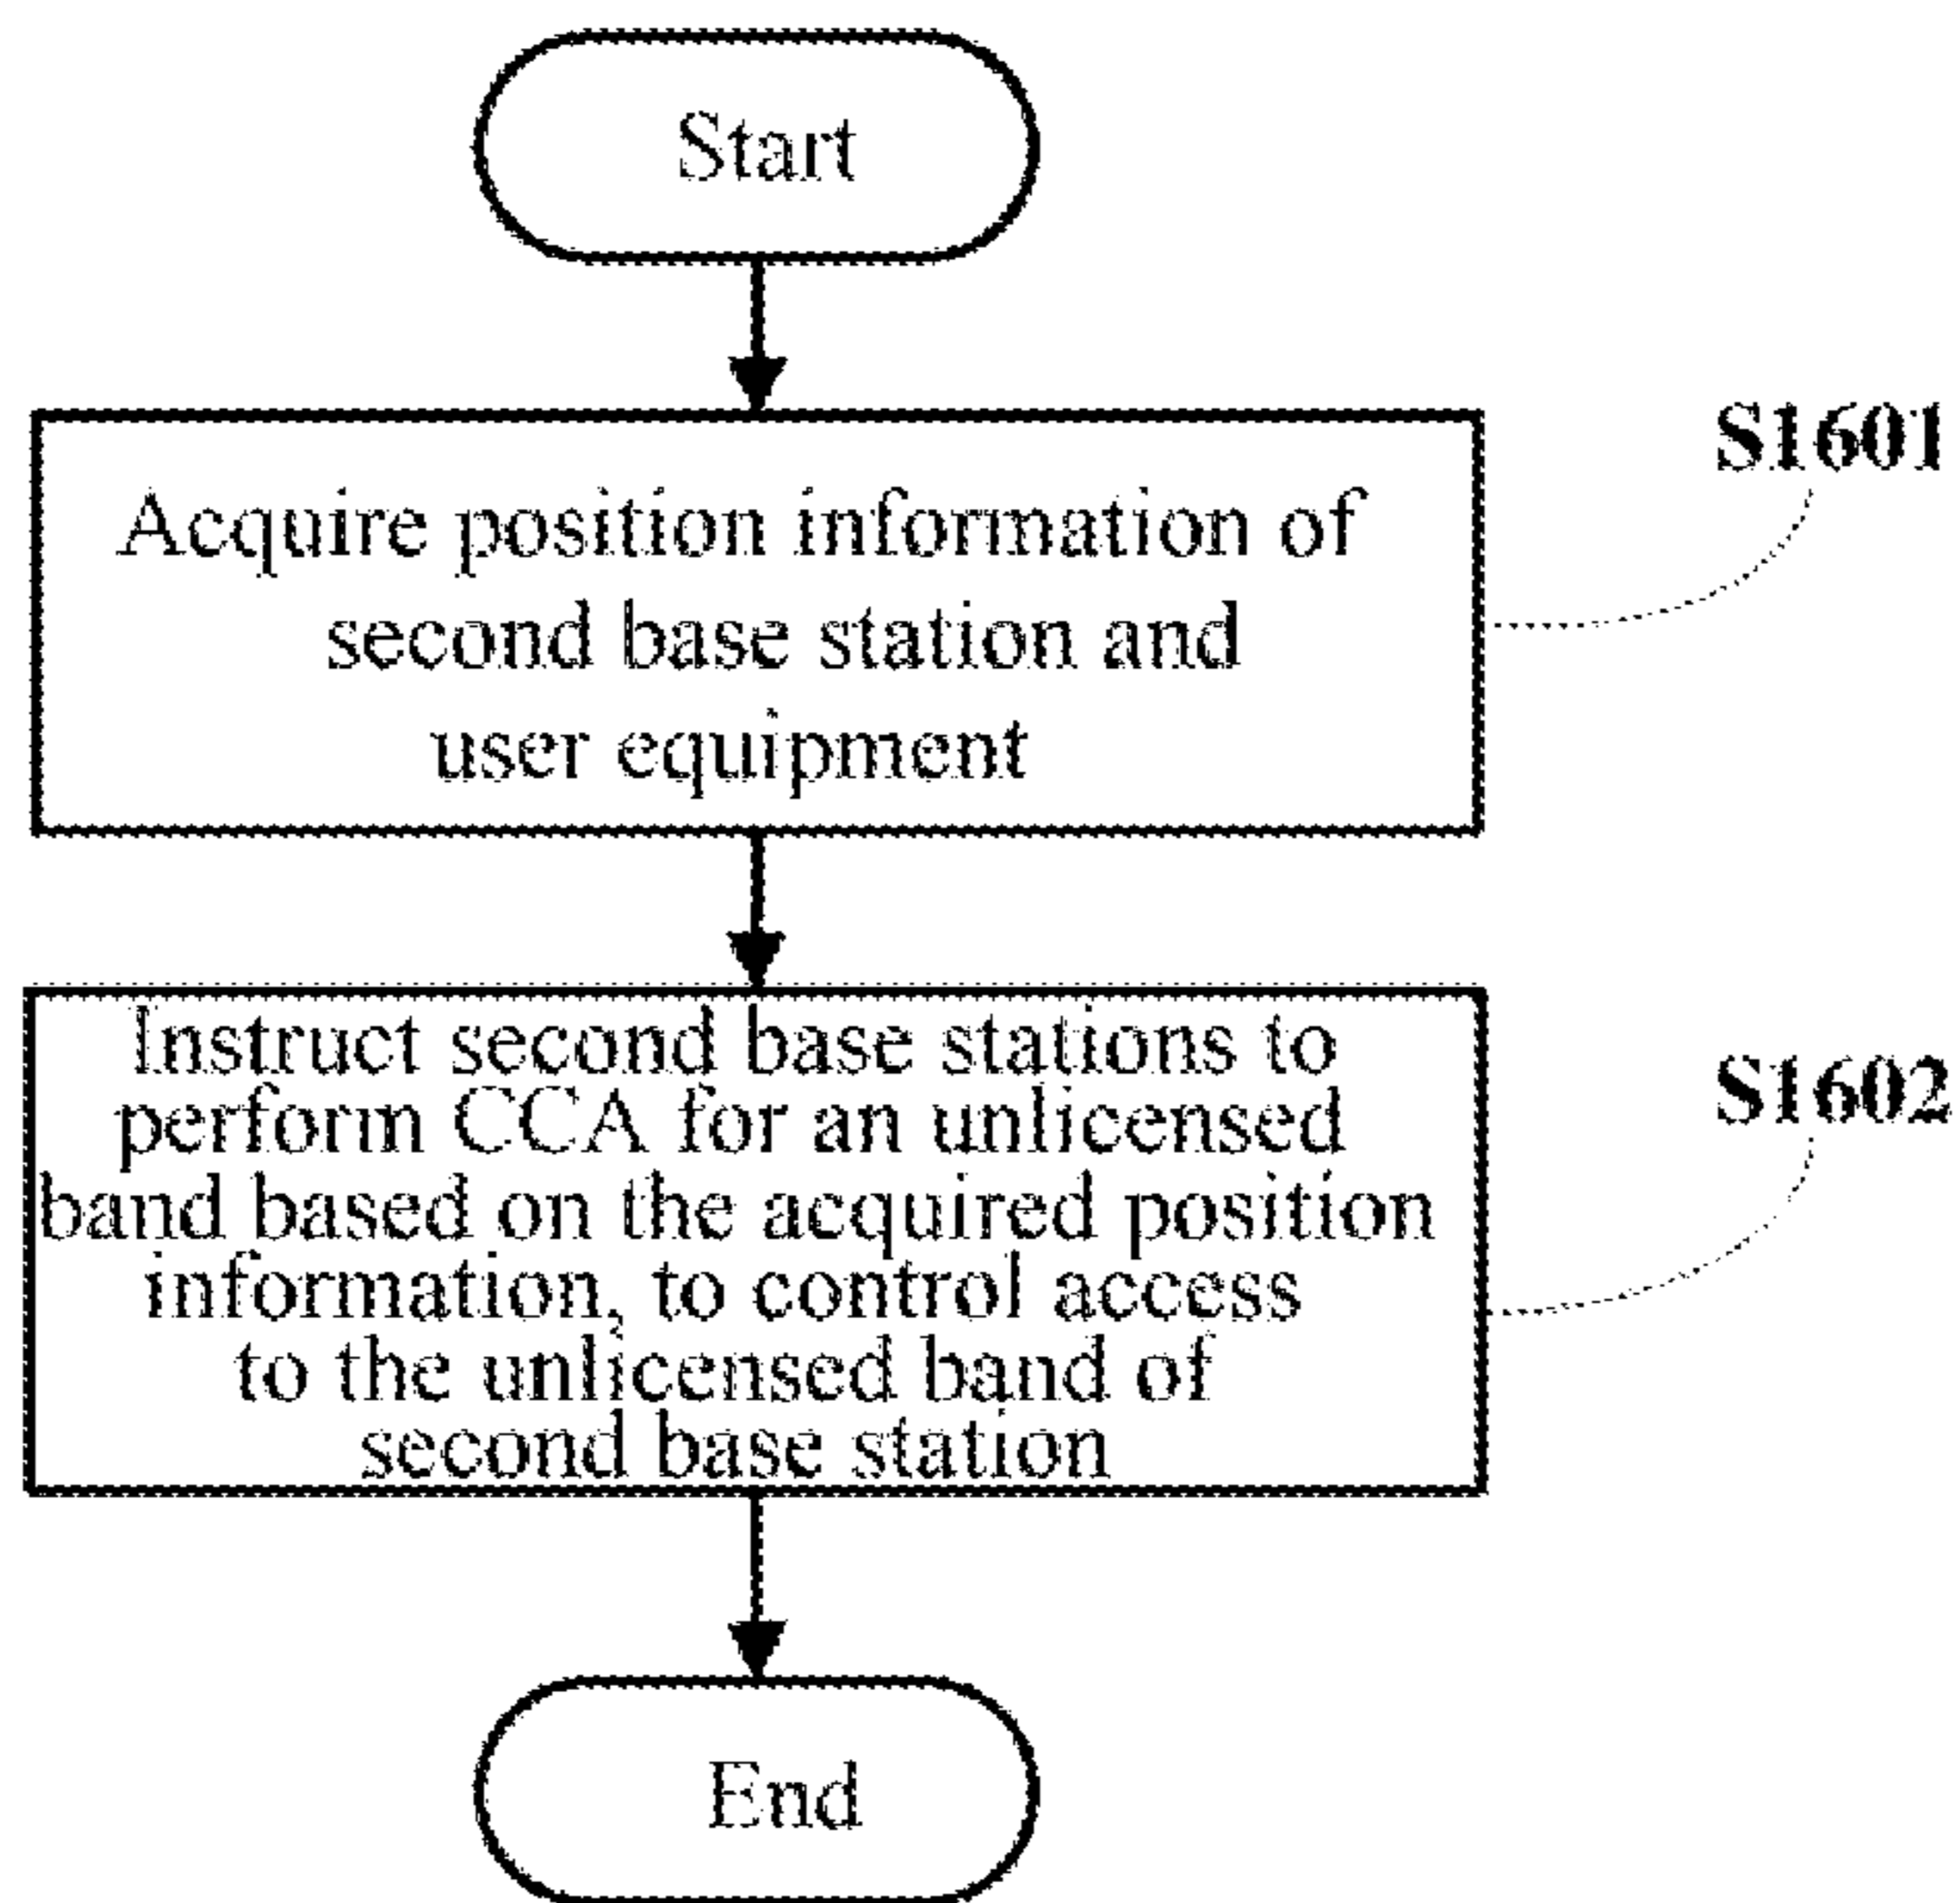 Start
S1601
Acquire position information of
second base station and
user equipment
Instruct second base stations to
perform CCA for an unlicensed
S1602
band based on the acquired position
information, to control access
to the unlicensed band of
second base station
End